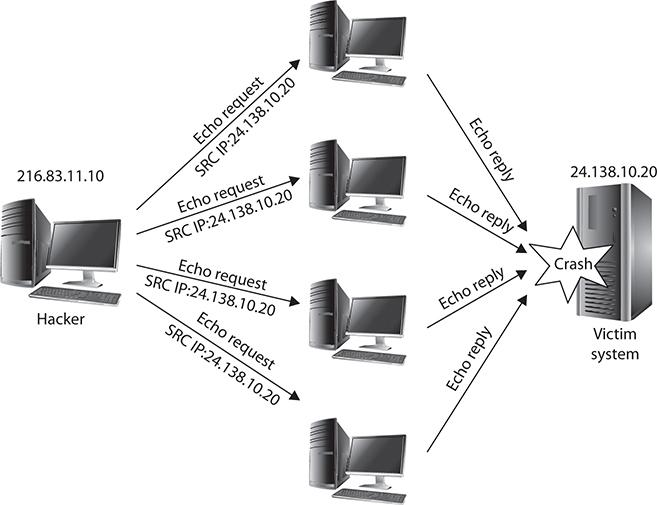 Echo request
SRC IP:24.138.10.20
Echo reply
216.83.11.10
24.138.10.20
Echo request
SRC IP:24.138.10.20
Echo reply
Crash
Echo request
SRC IP:24.138.10.20
Echo reply
Hacker
Victim
system
Echo request
SRC IP:24.138.10.20
Echo reply